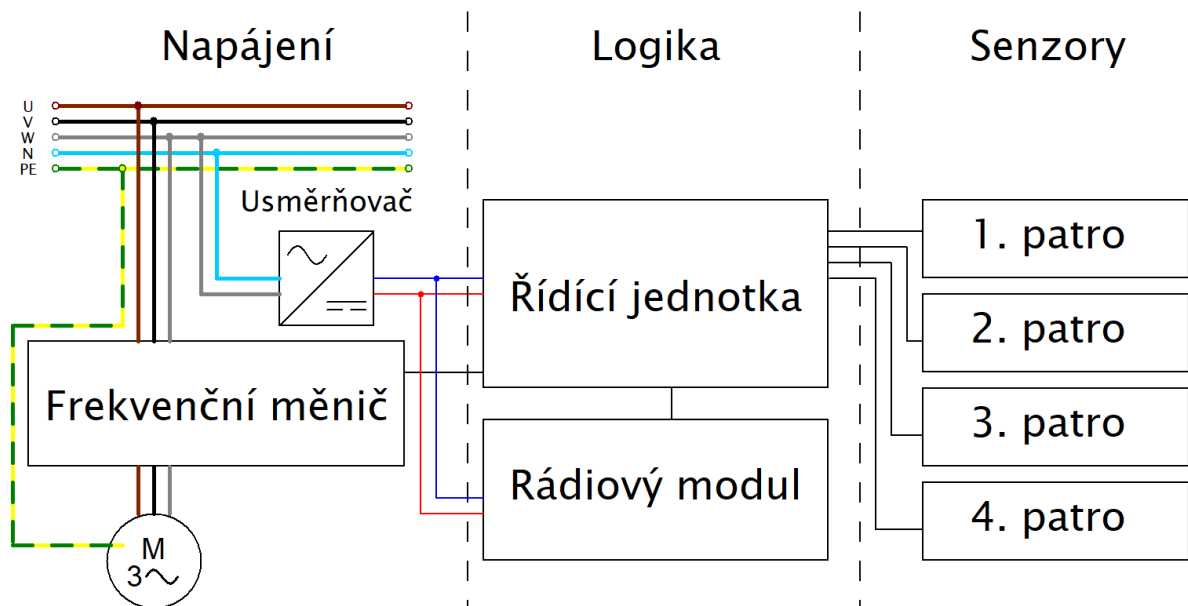 Napájení
Logika
Senzory
U
V
W
N
PE
Usměrňovač
Řídící jednotka
Frekvenční měnič
Rádiový modul
M
3
1. patro
2. patro
3. patro
4. patro